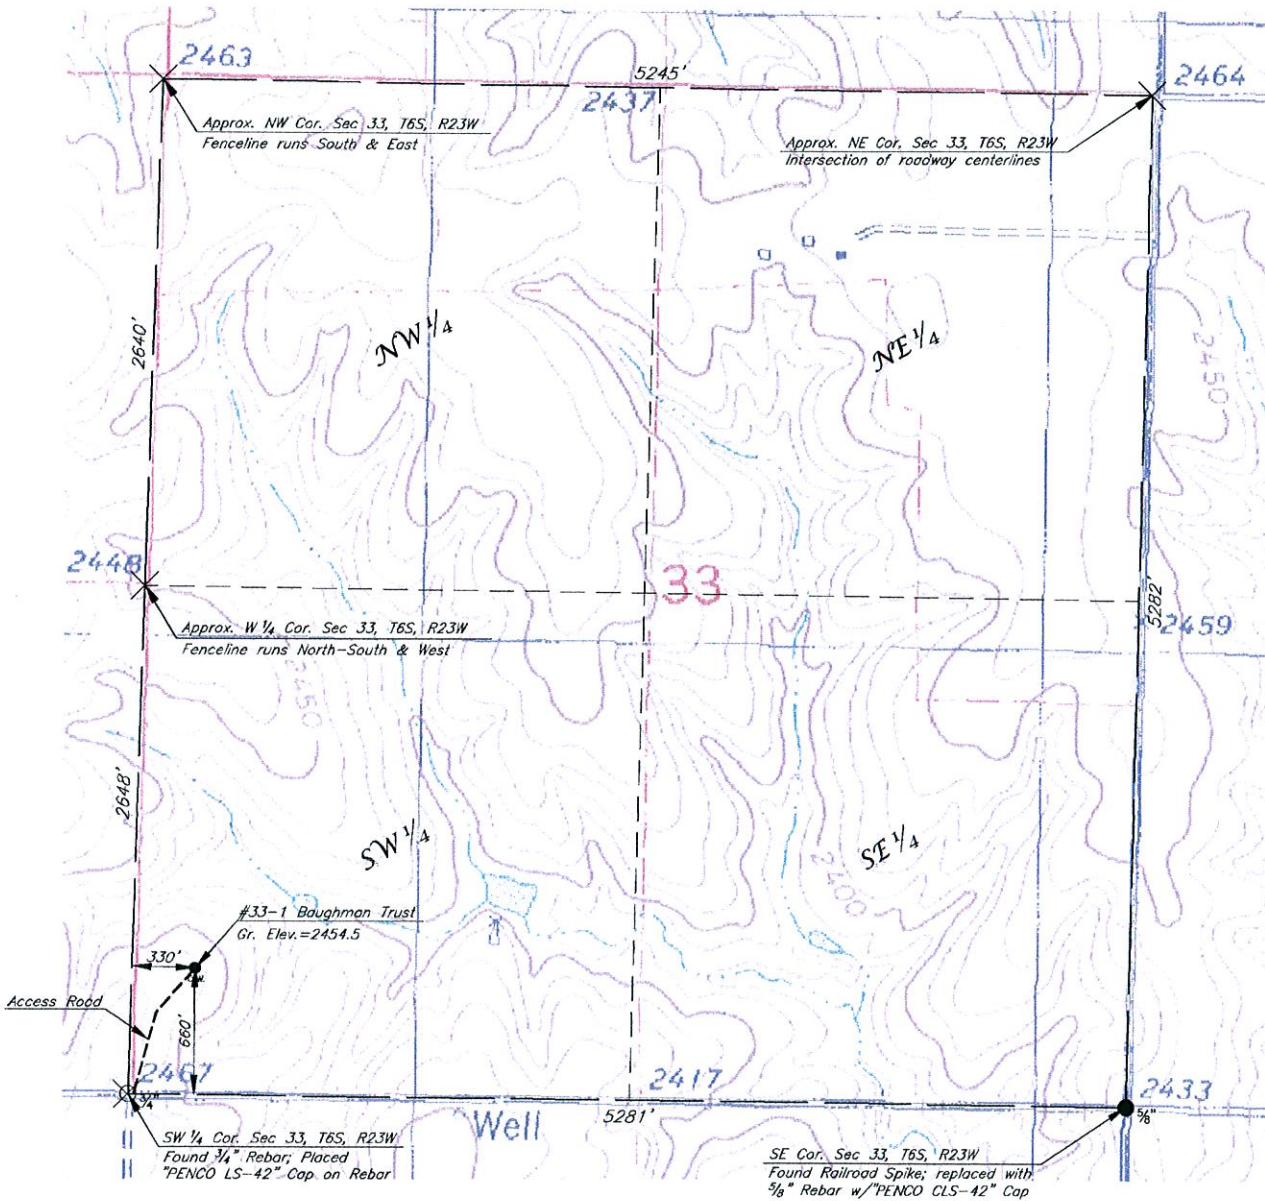 2463
5245'
2464
2437
Approx. NW Cor. Sec 33, T6S, R23W
Fenceline runs South & East
Approx. NE Cor. Sec 33, T6S, R23W
Intersection of roadway centerlines
2640'
NW 1/4
NE 1/4
2450
2448
33
5282'
2459
Approx. W 1/4 Cor. Sec 33, T6S, R23W
Fenceline runs North-South & West
2450
2648'
SW 1/4
SE 1/4
2400
#33-1 Baughman Trust
Gr. Elev.=2454.5
330'
Access Road
660'
2467
3/4"
2417
2433
5/8"
Well
5281'
SW 1/4 Cor. Sec 33, T6S, R23W
Found 3/4" Rebar; Placed
"PENCO LS-42" Cap on Rebar
SE Cor. Sec 33, T6S, R23W
Found Railroad Spike; replaced with
5/8" Rebar w/"PENCO CLS-42" Cap